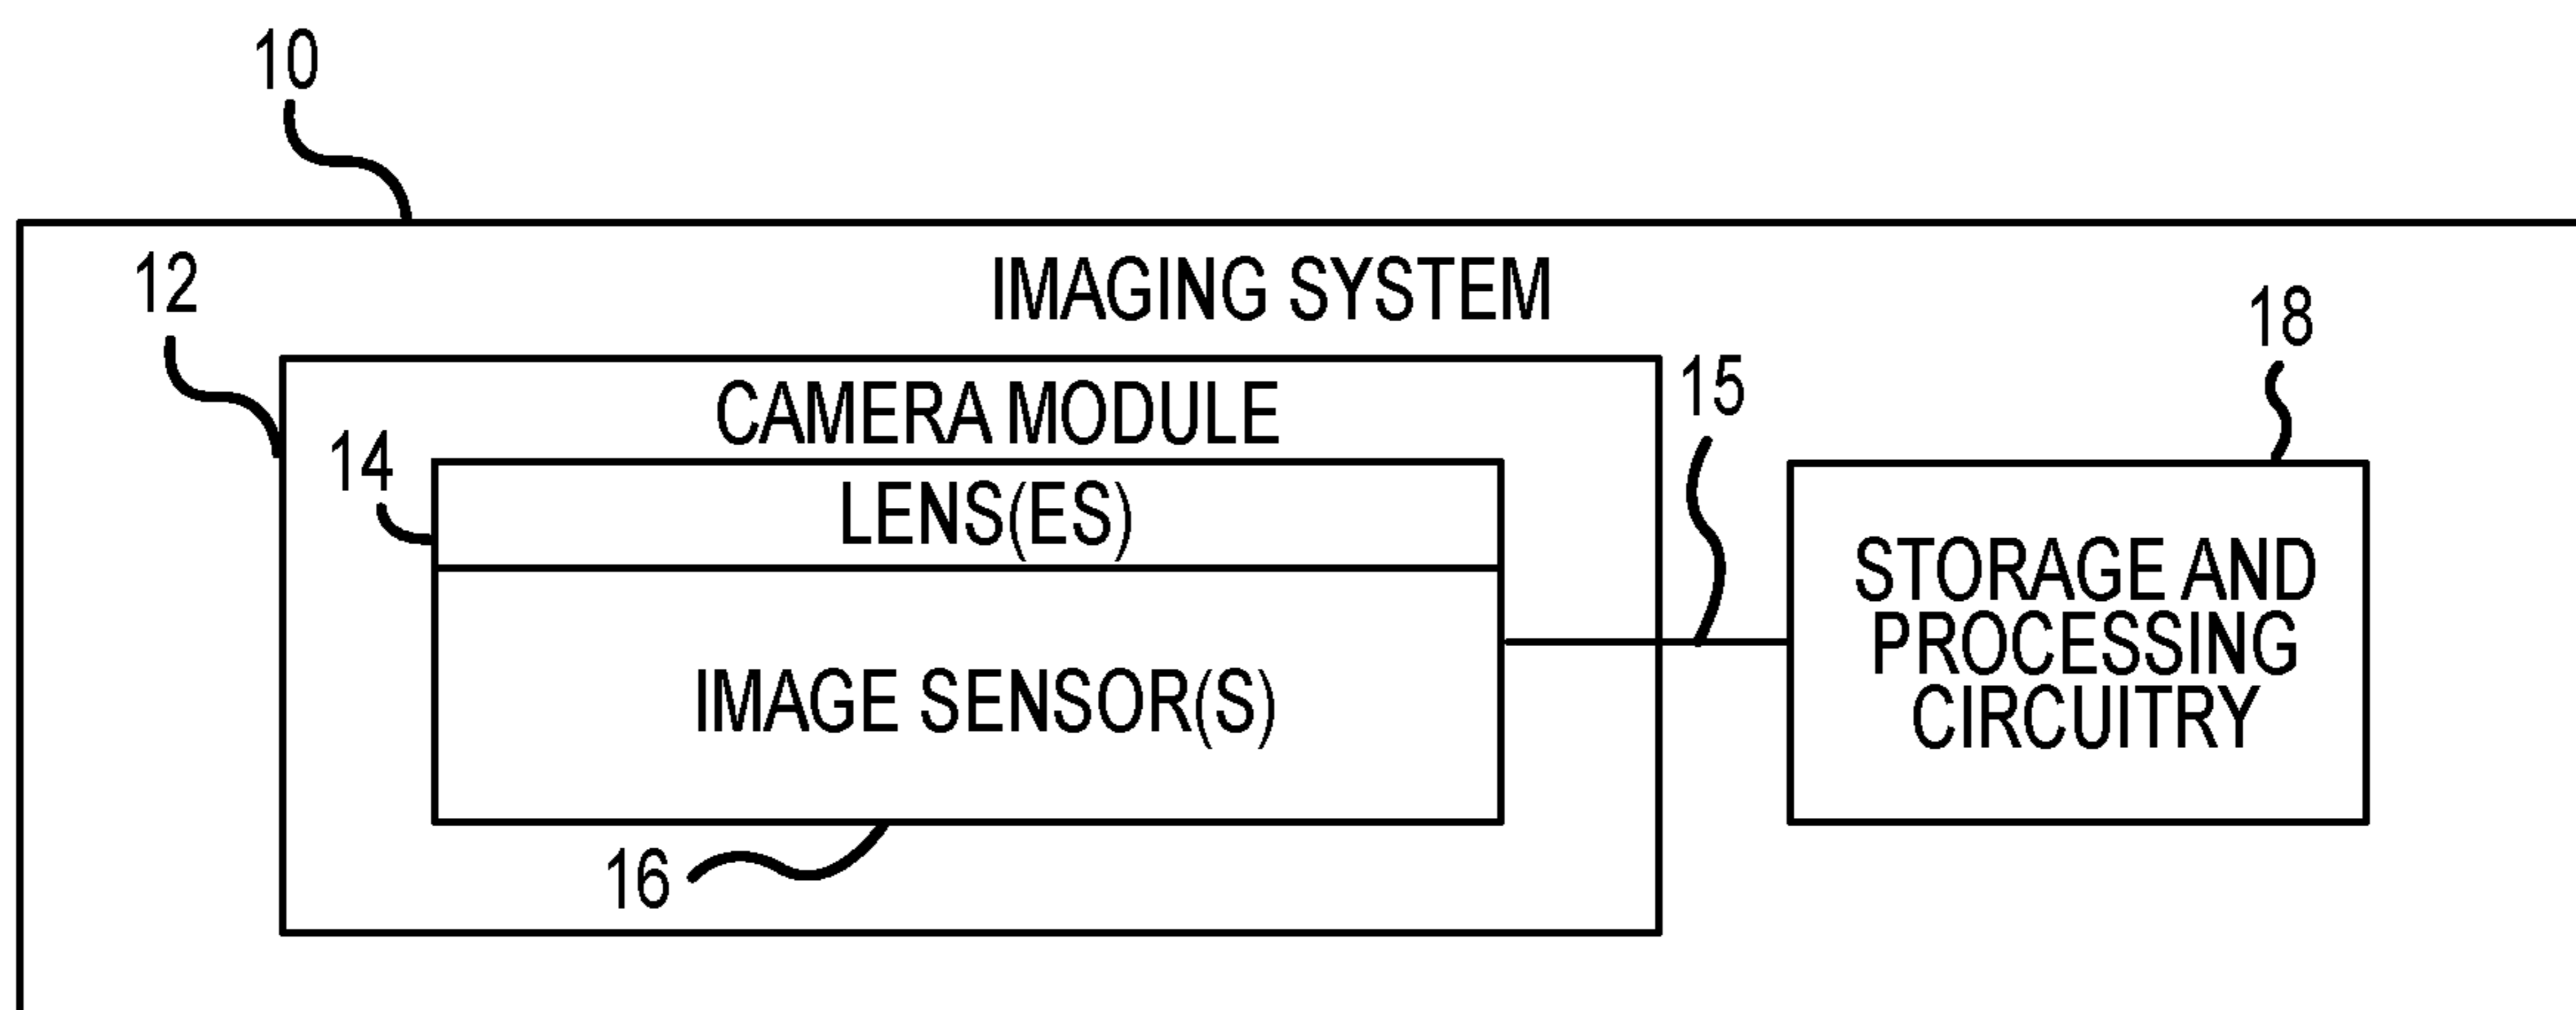 10
12
IMAGING SYSTEM
18
CAMERA MODULE
15
14
LENS(ES)
STORAGE AND
PROCESSING
CIRCUITRY
IMAGE SENSOR(S)
16